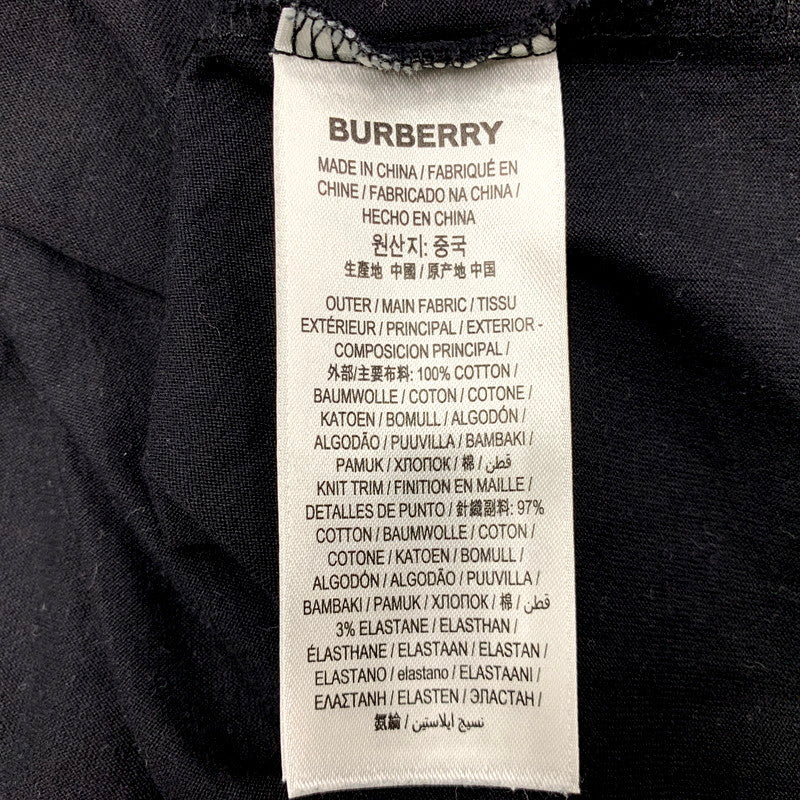 BURBERRY
MADE IN CHINA / FABRIQUÉ EN
CHINE / FABRICADO NA CHINA /
HECHO EN CHINA
원산지: 중국
生產地 中國 / 原产地 中国
OUTER / MAIN FABRIC / TISSU
EXTÉRIEUR / PRINCIPAL / EXTERIOR -
COMPOSICION PRINCIPAL /
外部/主要布料: 100% COTTON /
BAUMWOLLE / COTON / COTONE /
KATOEN / BOMULL / ALGODÓN /
ALGODÃO / PUUVILLA / BAMBAKI /
PAMUK / ХЛОПОК / 棉 / قطن /
KNIT TRIM / FINITION EN MAILLE /
DETALLES DE PUNTO / 針織副料: 97%
COTTON / BAUMWOLLE / COTON /
COTONE / KATOEN / BOMULL /
ALGODÓN / ALGODÃO / PUUVILLA /
BAMBAKI / PAMUK / ХЛОПОК / 棉 / قطن /
3% ELASTANE / ELASTHAN /
ÉLASTHANE / ELASTAAN / ELASTAN /
ELASTANO / elastano / ELASTAANI /
ΕΛΑΣΤΑΝΗ / ELASTEN / ЭЛАСТАН /
氨綸 / نسيج ايلاستين /